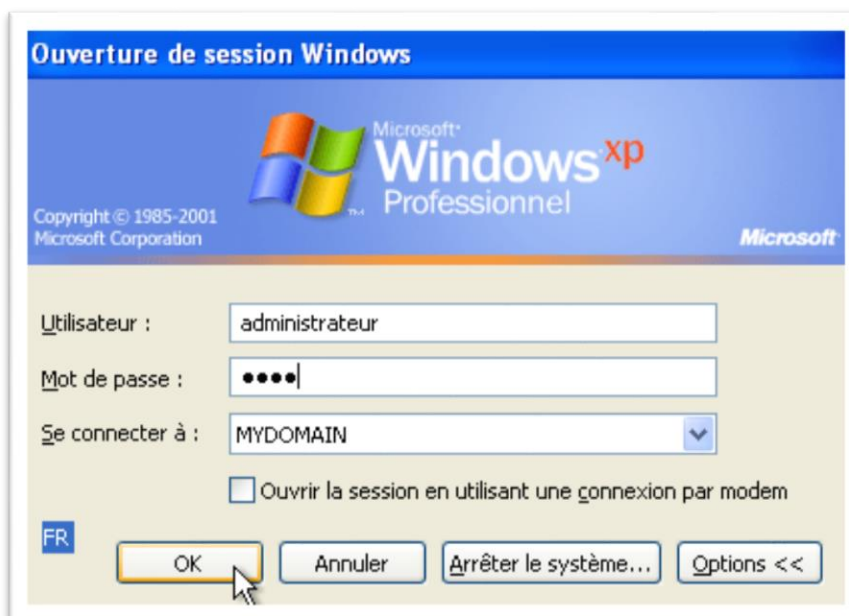 Ouverture de session Windows
Microsoft
Windows xp
Professionnel
Copyright © 1985-2001
Microsoft Corporation
Microsoft
Utilisateur : administrateur
Mot de passe : ••••
Se connecter à : MYDOMAIN
Ouvrir la session en utilisant une connexion par modem
FR
OK Annuler Arrêter le système... Options <<